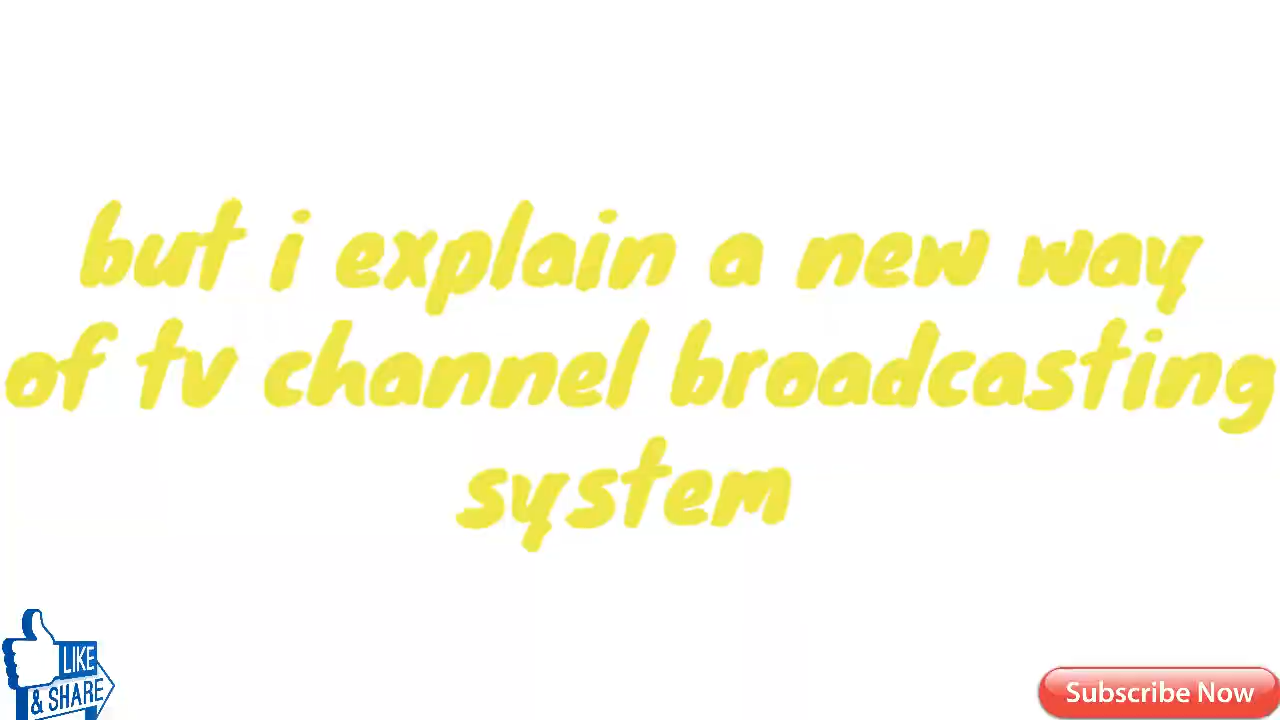 but i explain a new way
of tv channel broadcasting
system
LIKE
& SHARE
Subscribe Now